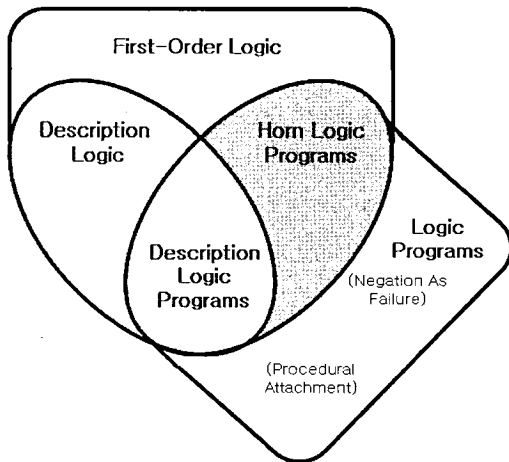 First-Order Logic
Description
Logic
Horn Logic
Programs
Description
Logic
Programs
Logic
Programs
(Negation As
Failure)
(Procedural
Attachment)